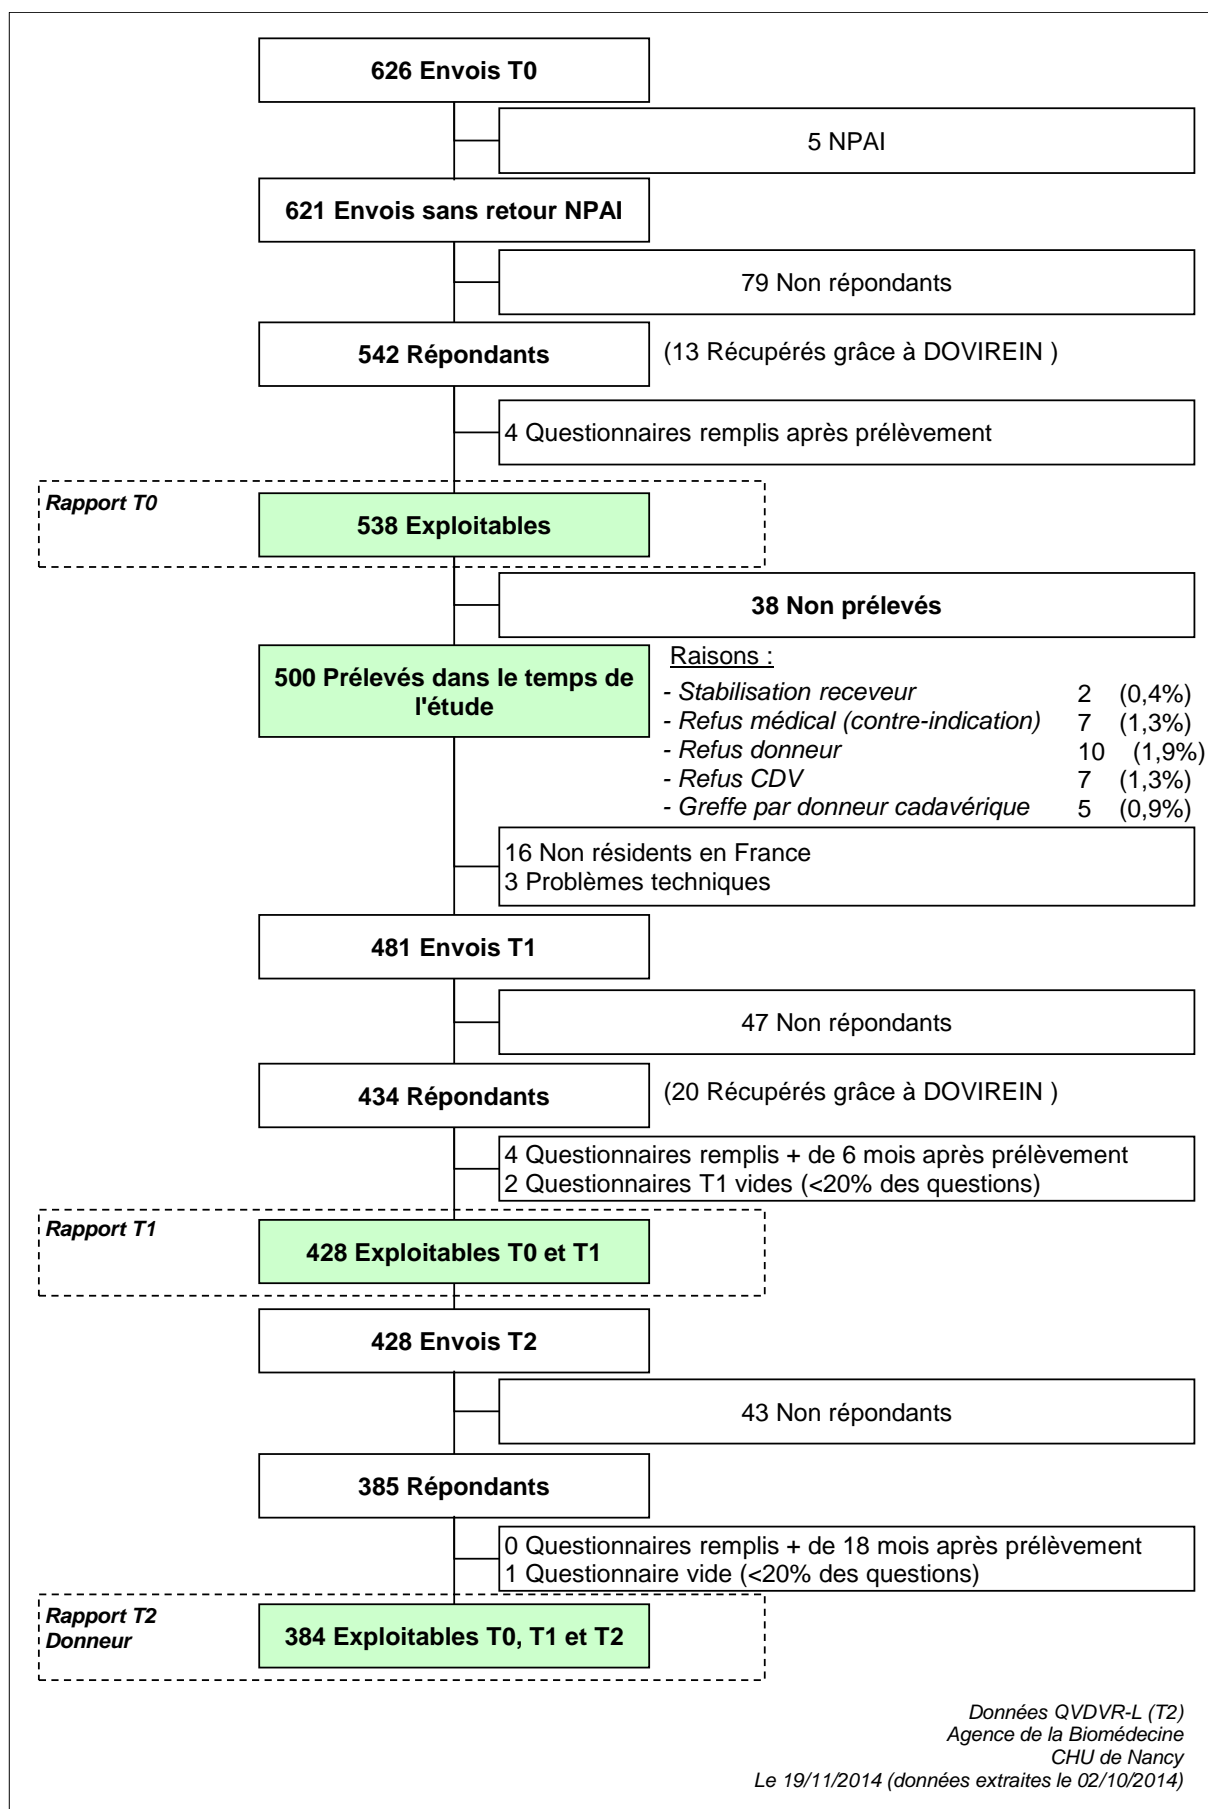 626 Envois T0
5 NPAI
621 Envois sans retour NPAI
79 Non répondants
542 Répondants
(13 Récupérés grâce à DOVIREIN )
4 Questionnaires remplis après prélèvement
Rapport T0
538 Exploitables
38 Non prélevés
500 Prélevés dans le temps de
l'étude
Raisons :
- Stabilisation receveur 2 (0,4%)
- Refus médical (contre-indication) 7 (1,3%)
- Refus donneur 10 (1,9%)
- Refus CDV 7 (1,3%)
- Greffe par donneur cadavérique 5 (0,9%)
16 Non résidents en France
3 Problèmes techniques
481 Envois T1
47 Non répondants
434 Répondants
(20 Récupérés grâce à DOVIREIN )
4 Questionnaires remplis + de 6 mois après prélèvement
2 Questionnaires T1 vides (<20% des questions)
Rapport T1
428 Exploitables T0 et T1
428 Envois T2
43 Non répondants
385 Répondants
0 Questionnaires remplis + de 18 mois après prélèvement
1 Questionnaire vide (<20% des questions)
Rapport T2
Donneur
384 Exploitables T0, T1 et T2
Données QVDVR-L (T2)
Agence de la Biomédecine
CHU de Nancy
Le 19/11/2014 (données extraites le 02/10/2014)